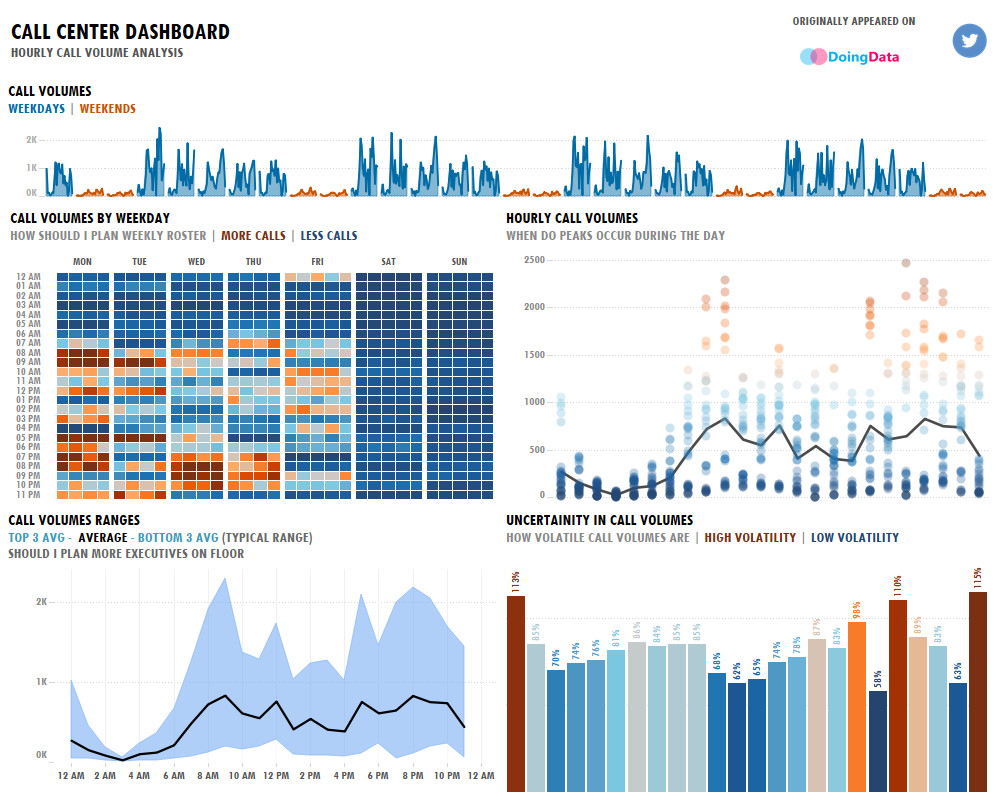 CALL CENTER DASHBOARD
HOURLY CALL VOLUME ANALYSIS
ORIGINALLY APPEARED ON
DoingData
CALL VOLUMES
WEEKDAYS | WEEKENDS
2K
1K
0K
CALL VOLUMES BY WEEKDAY
HOW SHOULD I PLAN WEEKLY ROSTER | MORE CALLS | LESS CALLS
MON TUE WED THU FRI SAT SUN
12 AM
01 AM
02 AM
03 AM
04 AM
05 AM
06 AM
07 AM
08 AM
09 AM
10 AM
11 AM
12 PM
01 PM
02 PM
03 PM
04 PM
05 PM
06 PM
07 PM
08 PM
09 PM
10 PM
11 PM
HOURLY CALL VOLUMES
WHEN DO PEAKS OCCUR DURING THE DAY
2500
2000
1500
1000
500
0
CALL VOLUMES RANGES
TOP 3 AVG - AVERAGE - BOTTOM 3 AVG (TYPICAL RANGE)
SHOULD I PLAN MORE EXECUTIVES ON FLOOR
2K
1K
0K
12 AM 2 AM 4 AM 6 AM 8 AM 10 AM 12 PM 2 PM 4 PM 6 PM 8 PM 10 PM 12 AM
UNCERTAINITY IN CALL VOLUMES
HOW VOLATILE CALL VOLUMES ARE | HIGH VOLATILITY | LOW VOLATILITY
113% 85% 70% 74% 76% 81% 86% 84% 85% 85% 68% 62% 65% 74% 78% 87% 83% 98% 58% 110% 89% 83% 63% 115%